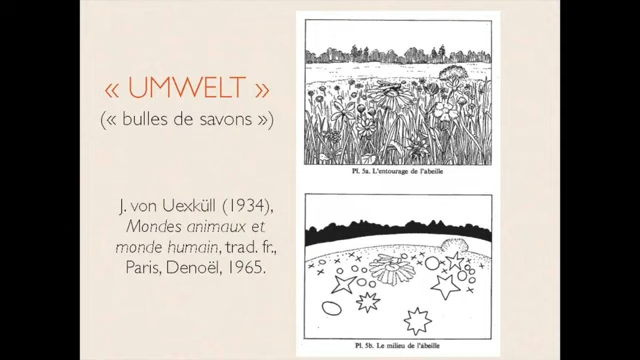 « UMWELT »
(« bulles de savons »)
J. von Uexküll (1934),
Mondes animaux et
monde humain, trad. fr.,
Paris, Denoël, 1965.
Pl. 5a. L'entourage de l'abeille
Pl. 5b. Le milieu de l'abeille